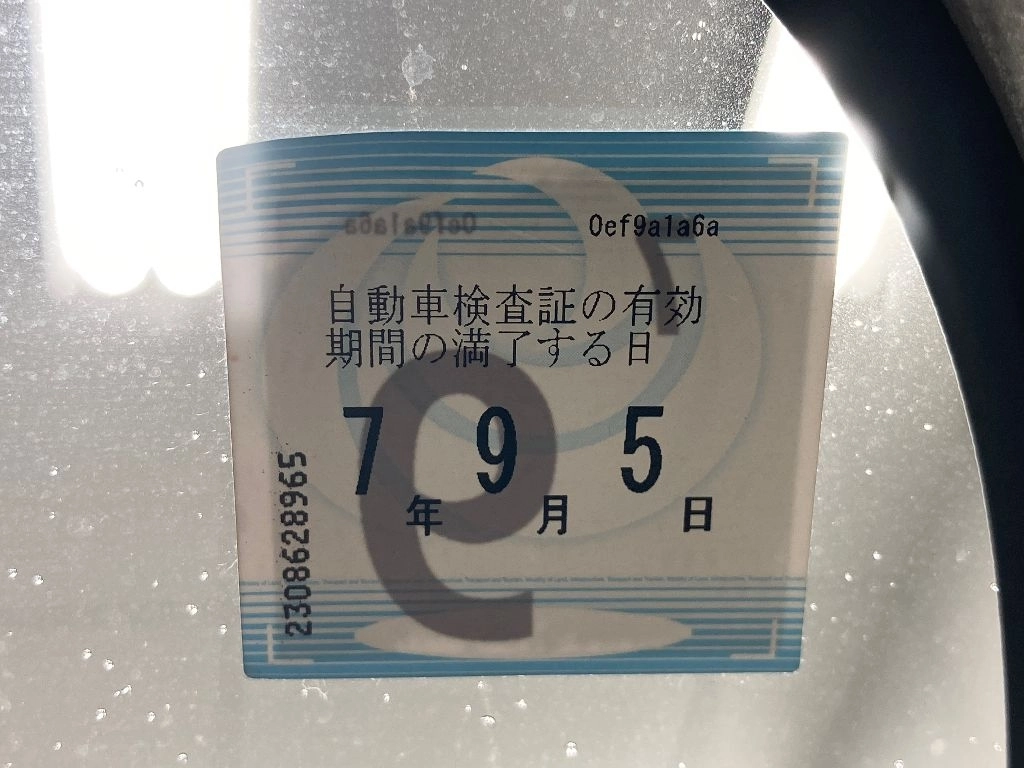 0ef9a1a6a
自動車検査証の有効
期間の満了する日
7年 9月 5日
2308628965